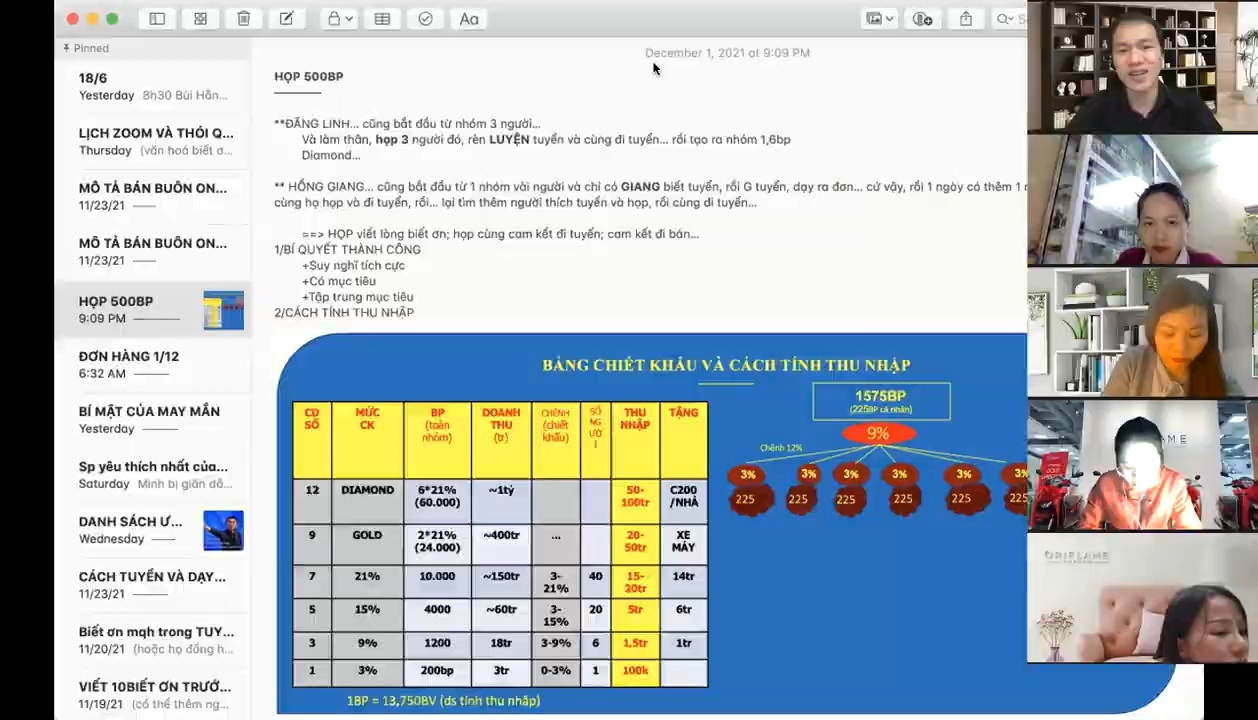 Aa
Pinned
18/6
Yesterday 8h30 Bùi Hằn...
LỊCH ZOOM VÀ THÓI Q...
Thursday (văn hoá biết ơ...
MÔ TẢ BÁN BUÔN ON...
11/23/21
MÔ TẢ BÁN BUÔN ON...
11/23/21
HỌP 500BP
9:09 PM
ĐƠN HÀNG 1/12
6:32 AM
BÍ MẬT CỦA MAY MẮN
Yesterday
Sp yêu thích nhất của...
Saturday Mình bị giãn dâ...
DANH SÁCH Ư...
Wednesday
CÁCH TUYỂN VÀ DẠY...
11/23/21
Biết ơn mqh trong TUY...
11/20/21 (hoặc họ đồng h...
VIẾT 10BIẾT ƠN TRƯỚ...
11/19/21 (có thể thêm ng...
December 1, 2021 at 9:09 PM
HỌP 500BP
**ĐĂNG LINH... cũng bắt đầu từ nhóm 3 người...
Và làm thân, họp 3 người đó, rèn LUYỆN tuyển và cùng đi tuyển... rồi tạo ra nhóm 1,6bp
Diamond...
** HỒNG GIANG... cũng bắt đầu từ 1 nhóm vài người và chỉ có GIANG biết tuyển, rồi G tuyển, dạy ra đơn... cứ vậy, rồi 1 ngày có thêm 1
cùng họ họp và đi tuyển, rồi... lại tìm thêm người thích tuyển và họp, rồi cùng đi tuyển...
==> HỌP viết lòng biết ơn; họp cùng cam kết đi tuyển; cam kết đi bán...
1/BÍ QUYẾT THÀNH CÔNG
+Suy nghĩ tích cực
+Có mục tiêu
+Tập trung mục tiêu
2/CÁCH TÍNH THU NHẬP
BẢNG CHIẾT KHẤU VÀ CÁCH TÍNH THU NHẬP
CƠ SỐ MỨC CK BP (toàn nhóm) DOANH THU (tr) CHÊNH (chiết khấu) SỐ NGƯỜI THU NHẬP TẶNG
12 DIAMOND 6*21% (60.000) ~1tỷ 50-100tr C200 /NHÀ
9 GOLD 2*21% (24.000) ~400tr ... 20-50tr XE MÁY
7 21% 10.000 ~150tr 3-21% 40 15-20tr 14tr
5 15% 4000 ~60tr 3-15% 20 5tr 6tr
3 9% 1200 18tr 3-9% 6 1,5tr 1tr
1 3% 200bp 3tr 0-3% 1 100k
1BP = 13,750BV (ds tính thu nhập)
1575BP
(225BP cá nhân)
9%
Chênh 12%
3% 3% 3% 3% 3% 3%
225 225 225 225 225 225
ORIFLAME